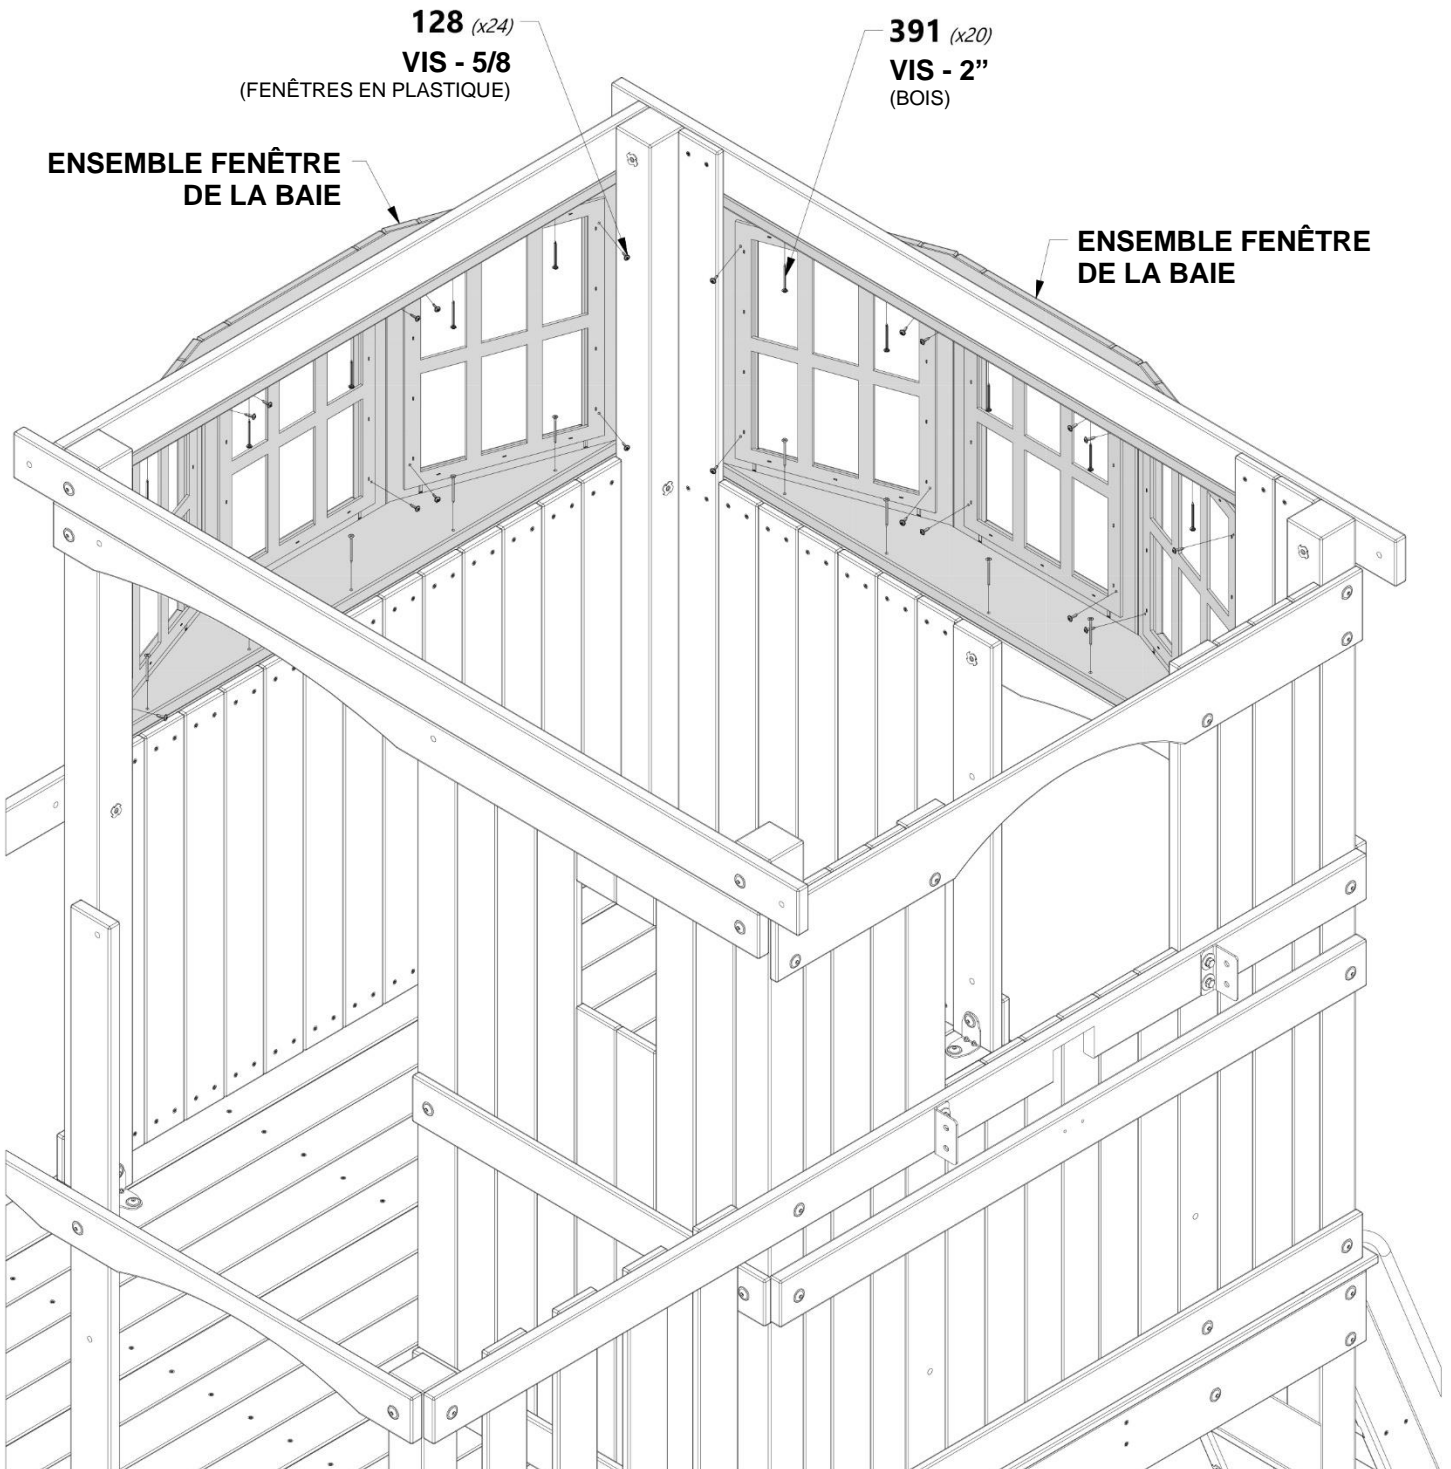 128 (x24)
VIS - 5/8
(FENÊTRES EN PLASTIQUE)
391 (x20)
VIS - 2”
(BOIS)
ENSEMBLE FENÊTRE
DE LA BAIE
ENSEMBLE FENÊTRE
DE LA BAIE